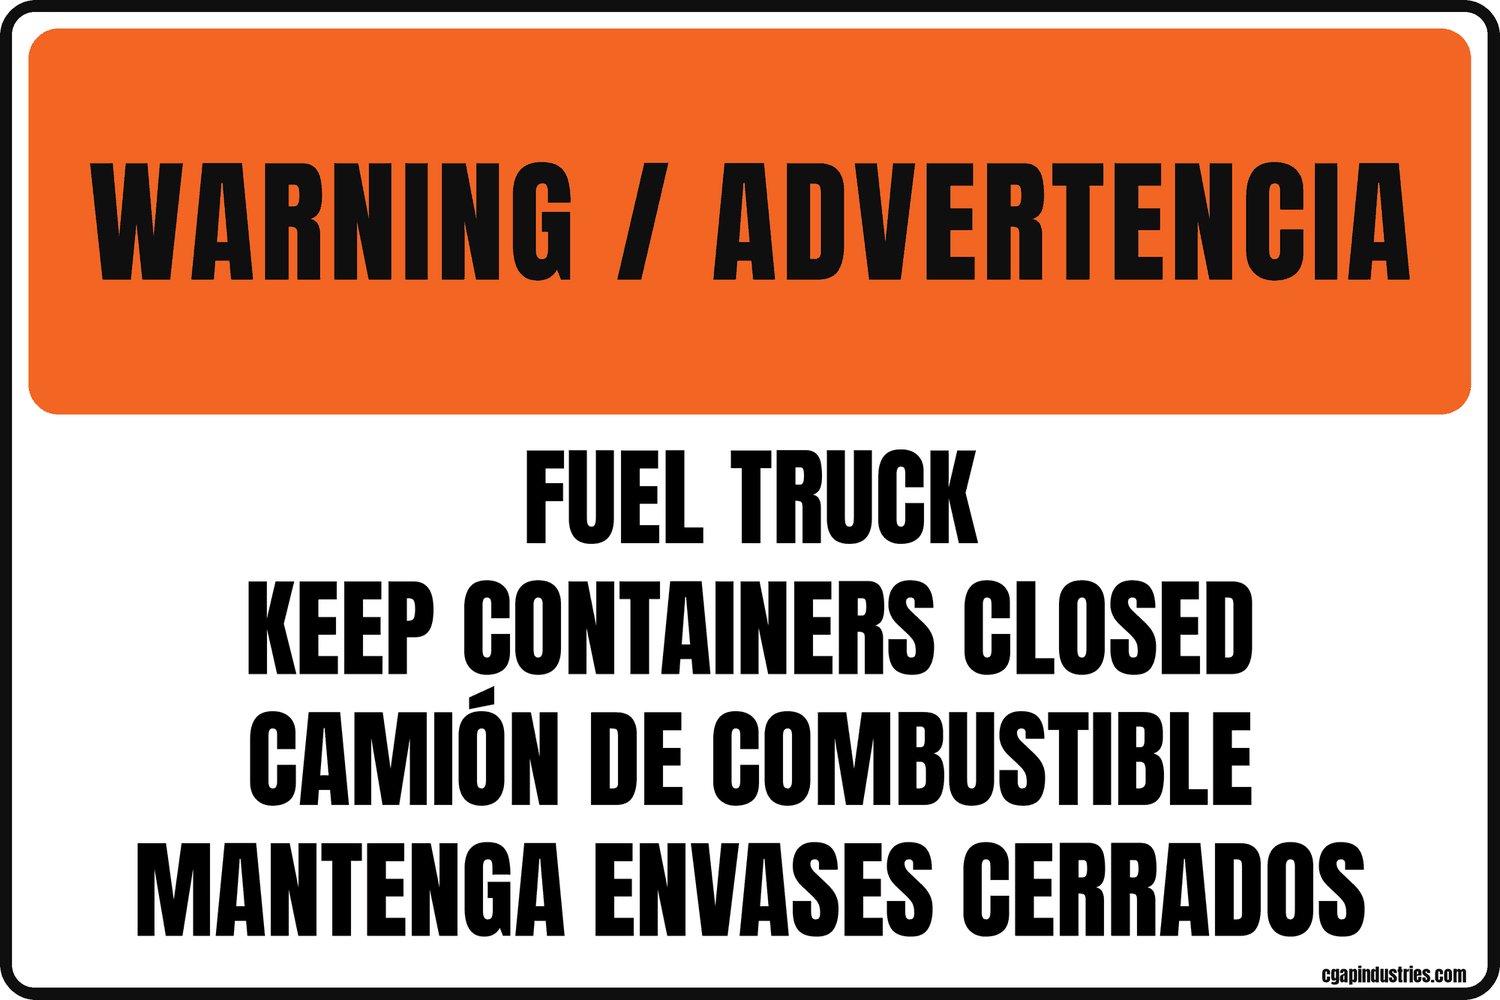 WARNING / ADVERTENCIA
FUEL TRUCK
KEEP CONTAINERS CLOSED
CAMIÓN DE COMBUSTIBLE
MANTENGA ENVASES CERRADOS
cgapindustries.com